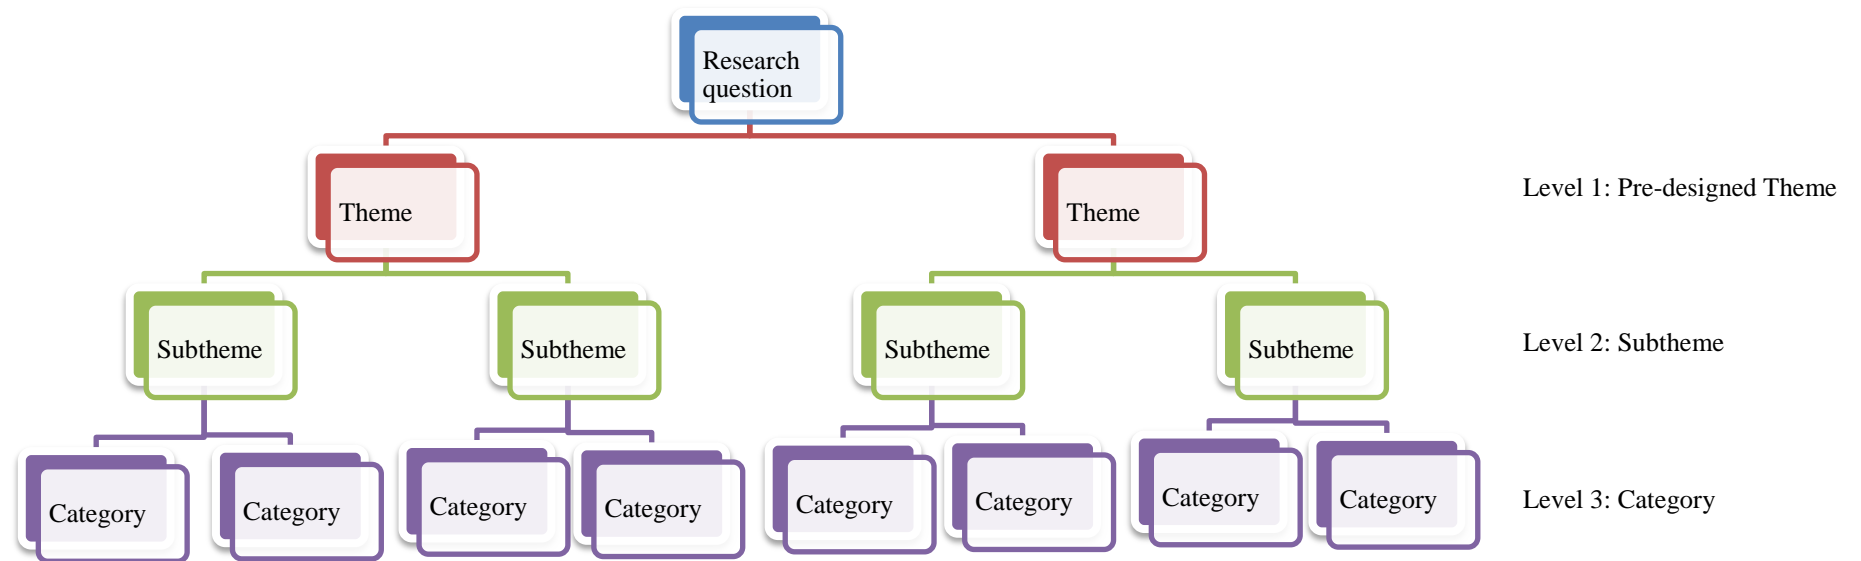 Research
question
Theme
Theme
Level 1: Pre-designed Theme
Subtheme
Subtheme
Subtheme
Subtheme
Level 2: Subtheme
Category
Category
Category
Category
Category
Category
Category
Category
Level 3: Category